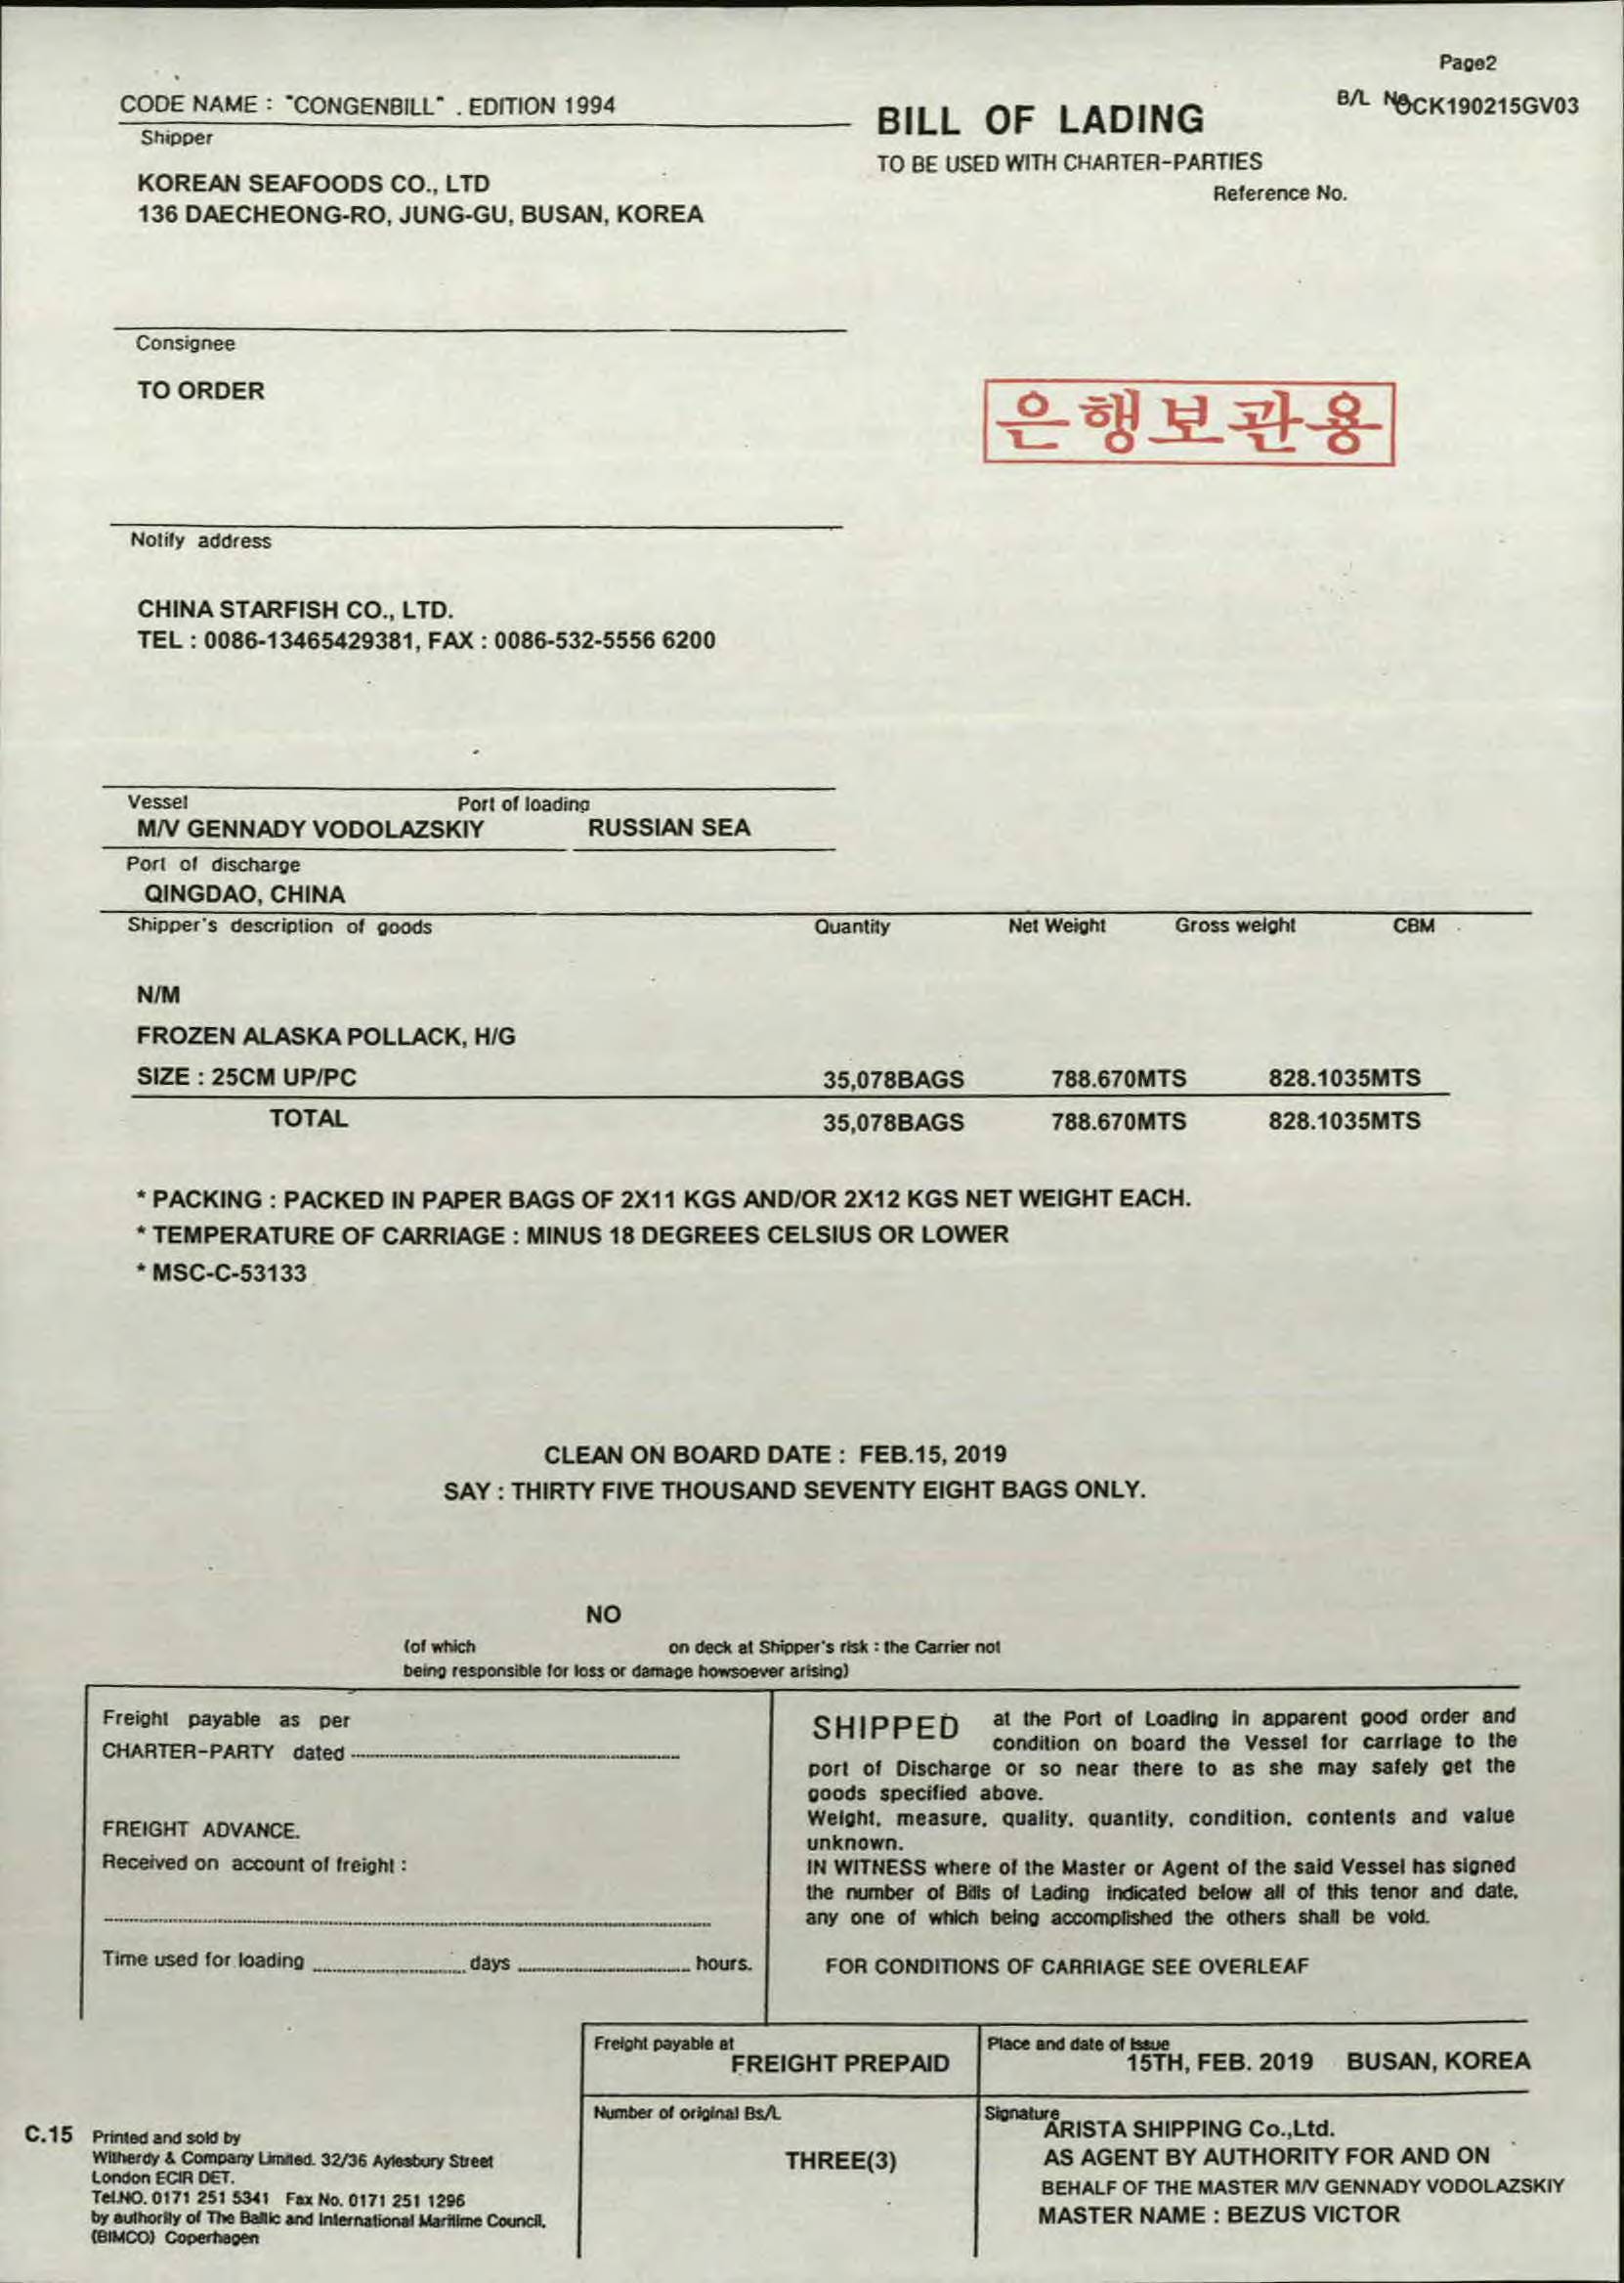 Page2
CODE NAME : "CONGENBILL" . EDITION 1994
BILL OF LADING
B/L No OCK190215GV03
TO BE USED WITH CHARTER-PARTIES
Reference No.
Shipper
KOREAN SEAFOODS CO., LTD
136 DAECHEONG-RO, JUNG-GU, BUSAN, KOREA
Consignee
TO ORDER
은행보관용
Notify address
CHINA STARFISH CO., LTD.
TEL : 0086-13465429381, FAX : 0086-532-5556 6200
Vessel Port of loading
M/V GENNADY VODOLAZSKIY RUSSIAN SEA
Port of discharge
QINGDAO, CHINA
Shipper's description of goods Quantity Net Weight Gross weight CBM
N/M
FROZEN ALASKA POLLACK, H/G
SIZE : 25CM UP/PC 35,078BAGS 788.670MTS 828.1035MTS
TOTAL 35,078BAGS 788.670MTS 828.1035MTS
* PACKING : PACKED IN PAPER BAGS OF 2X11 KGS AND/OR 2X12 KGS NET WEIGHT EACH.
* TEMPERATURE OF CARRIAGE : MINUS 18 DEGREES CELSIUS OR LOWER
* MSC-C-53133
CLEAN ON BOARD DATE : FEB.15, 2019
SAY : THIRTY FIVE THOUSAND SEVENTY EIGHT BAGS ONLY.
NO
(of which on deck at Shipper's risk : the Carrier not
being responsible for loss or damage howsoever arising)
Freight payable as per
CHARTER-PARTY dated
FREIGHT ADVANCE.
Received on account of freight :
Time used for loading days hours.
SHIPPED at the Port of Loading in apparent good order and
condition on board the Vessel for carriage to the
port of Discharge or so near there to as she may safely get the
goods specified above.
Weight, measure, quality, quantity, condition, contents and value
unknown.
IN WITNESS where of the Master or Agent of the said Vessel has signed
the number of Bills of Lading indicated below all of this tenor and date,
any one of which being accomplished the others shall be void.
FOR CONDITIONS OF CARRIAGE SEE OVERLEAF
Freight payable at
FREIGHT PREPAID
Place and date of issue
15TH, FEB. 2019 BUSAN, KOREA
Number of original Bs/L
THREE(3)
Signature
ARISTA SHIPPING Co.,Ltd.
AS AGENT BY AUTHORITY FOR AND ON
BEHALF OF THE MASTER M/V GENNADY VODOLAZSKIY
MASTER NAME : BEZUS VICTOR
C.15 Printed and sold by
Witherdy & Company Limited. 32/36 Aylesbury Street
London ECIR DET.
Tel.NO. 0171 251 5341 Fax No. 0171 251 1296
by authority of The Baltic and International Maritime Council,
(BIMCO) Coperhagen